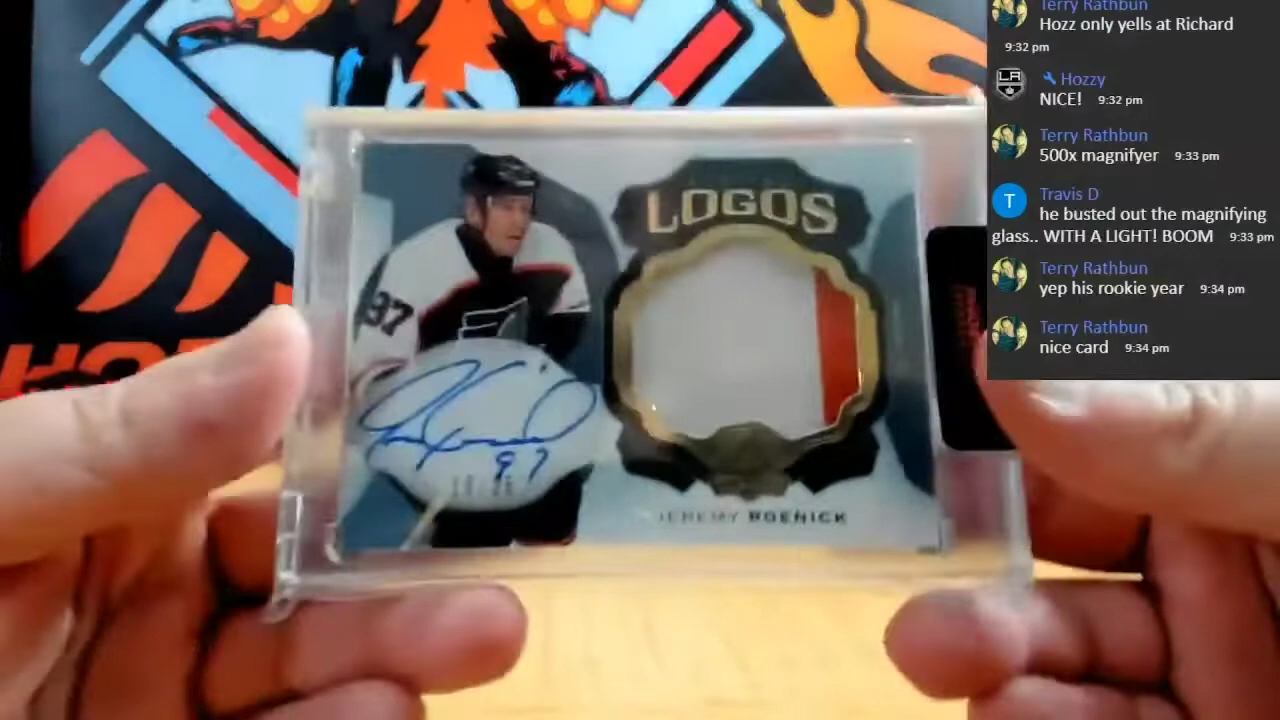 Terry Rathbun
Hozz only yells at Richard
9:32 pm
Hozzy
NICE! 9:32 pm
Terry Rathbun
500x magnifyer 9:33 pm
T Travis D
he busted out the magnifying
glass.. WITH A LIGHT! BOOM 9:33 pm
Terry Rathbun
yep his rookie year 9:34 pm
Terry Rathbun
nice card 9:34 pm
LA
LOGOS
97
97
JEREMY ROENICK